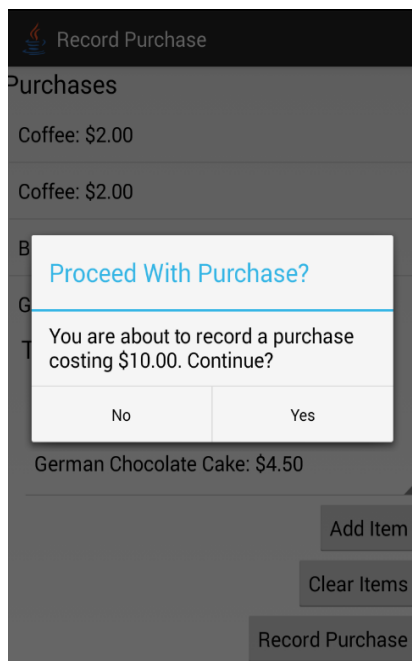 Record Purchase
Purchases
Coffee: $2.00
Coffee: $2.00
B
Proceed With Purchase?
G
You are about to record a purchase
costing $10.00. Continue?
T
No Yes
German Chocolate Cake: $4.50
Add Item
Clear Items
Record Purchase